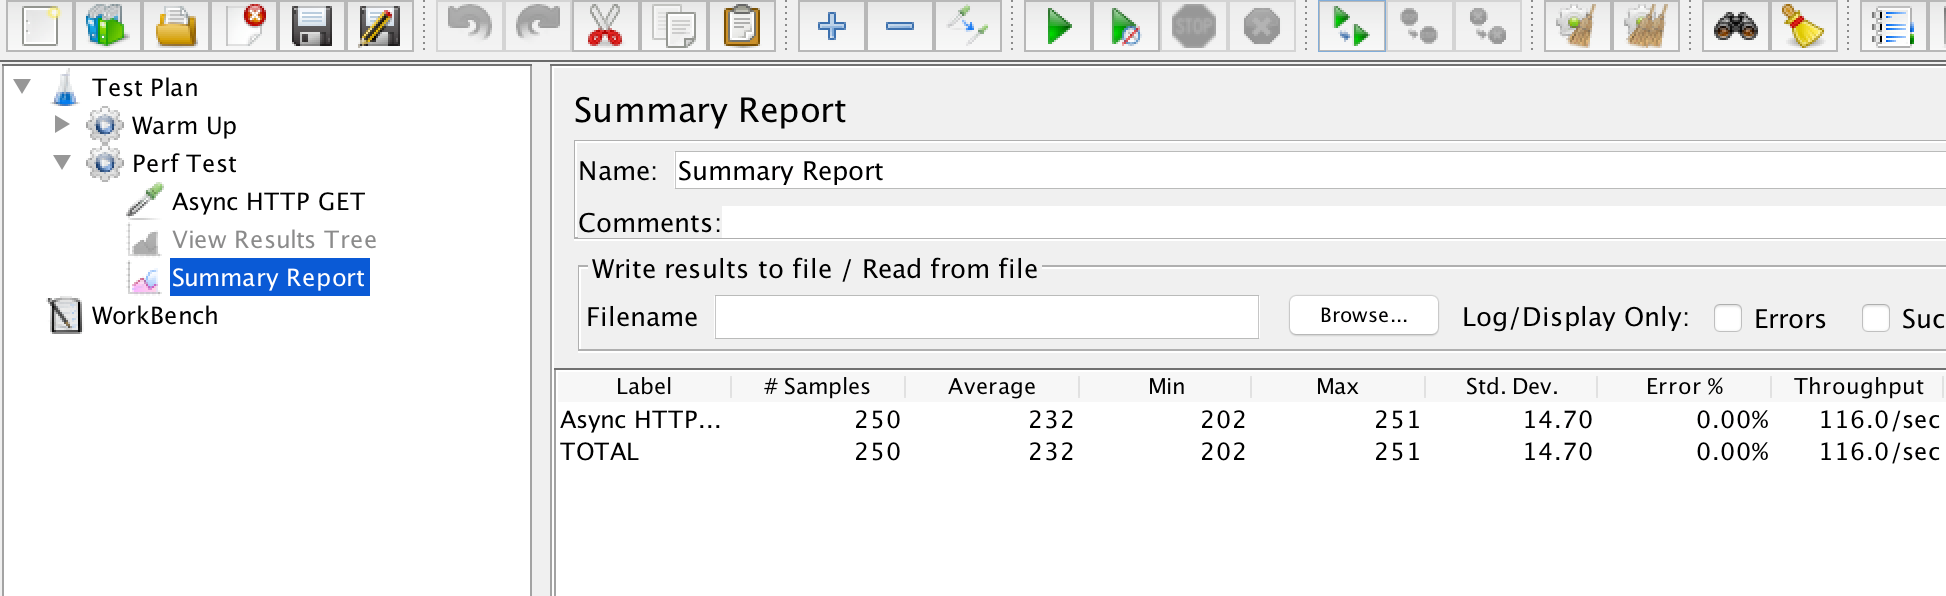 STOP
Test Plan
Warm Up
Perf Test
Async HTTP GET
View Results Tree
Summary Report
WorkBench
Summary Report
Name: Summary Report
Comments:
Write results to file / Read from file
Filename Browse... Log/Display Only: Errors Suc
Label # Samples Average Min Max Std. Dev. Error % Throughput
Async HTTP... 250 232 202 251 14.70 0.00% 116.0/sec
TOTAL 250 232 202 251 14.70 0.00% 116.0/sec